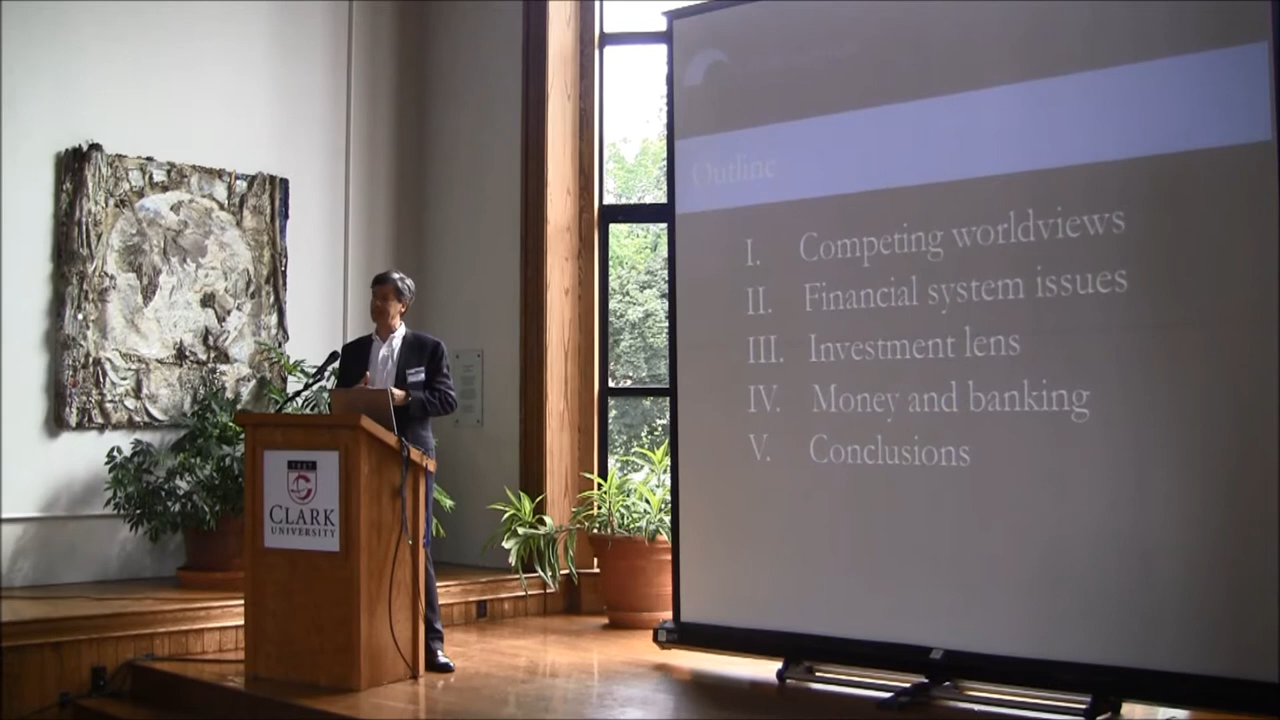 Outline
I. Competing worldviews
II. Financial system issues
III. Investment lens
IV. Money and banking
V. Conclusions
CLARK
UNIVERSITY